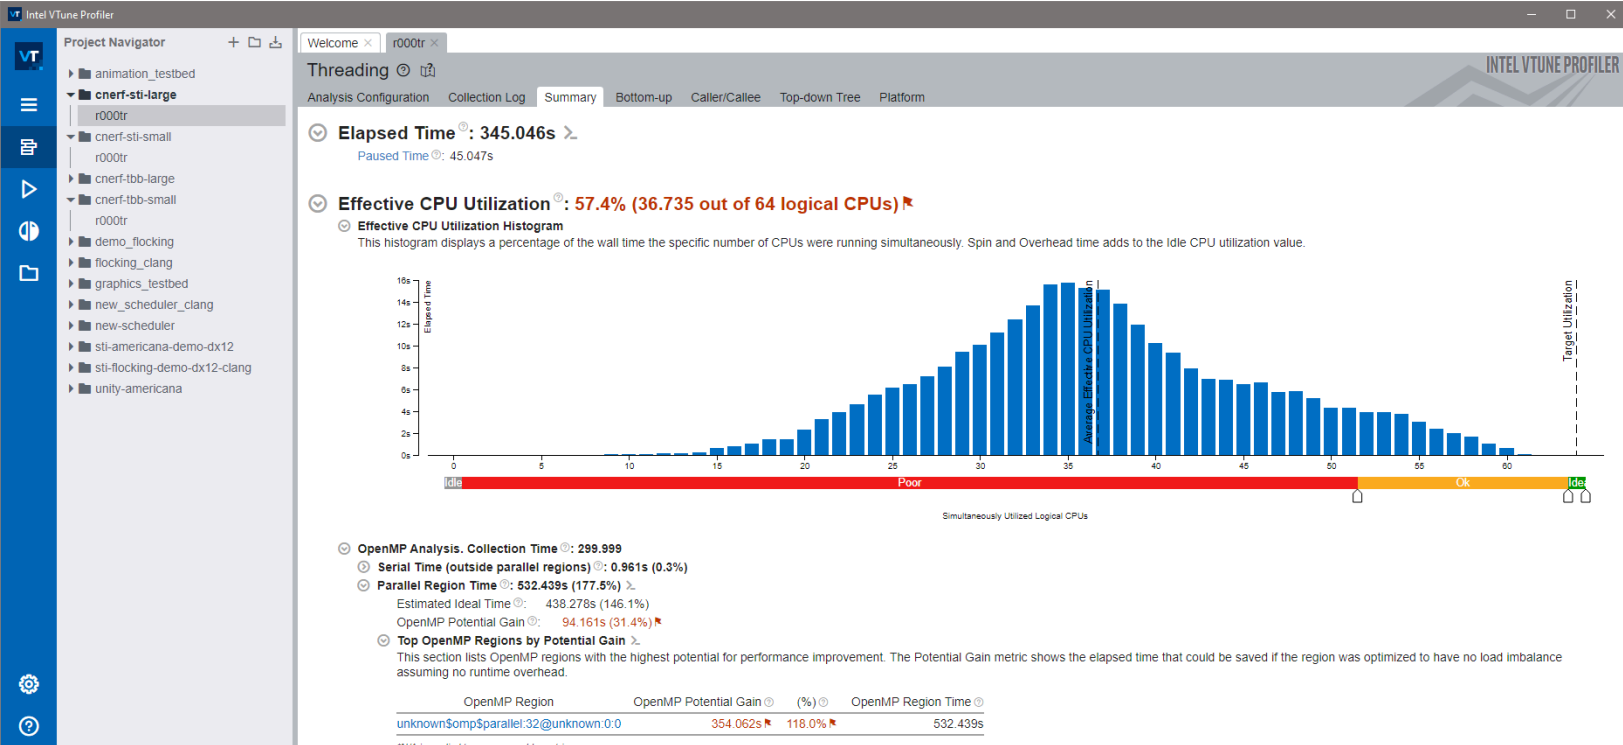 Intel VTune Profiler
VT
Project Navigator
animation_testbed
cnerf-sti-large
r000tr
cnerf-sti-small
r000tr
cnerf-tbb-large
cnerf-tbb-small
r000tr
demo_flocking
flocking_clang
graphics_testbed
new_scheduler_clang
new-scheduler
sti-americana-demo-dx12
sti-flocking-demo-dx12-clang
unity-americana
Welcome r000tr
Threading
INTEL VTUNE PROFILER
Analysis Configuration Collection Log Summary Bottom-up Caller/Callee Top-down Tree Platform
Elapsed Time: 345.046s
Paused Time: 45.047s
Effective CPU Utilization: 57.4% (36.735 out of 64 logical CPUs)
Effective CPU Utilization Histogram
This histogram displays a percentage of the wall time the specific number of CPUs were running simultaneously. Spin and Overhead time adds to the Idle CPU utilization value.
16s
14s
12s
10s
8s
6s
4s
2s
0s
Elapsed Time
Average Effective CPU Utilization
Target Utilization
0 5 10 15 20 25 30 35 40 45 50 55 60
Idle Poor Ok Idea
Simultaneously Utilized Logical CPUs
OpenMP Analysis. Collection Time: 299.999
Serial Time (outside parallel regions): 0.961s (0.3%)
Parallel Region Time: 532.439s (177.5%)
Estimated Ideal Time: 438.278s (146.1%)
OpenMP Potential Gain: 94.161s (31.4%)
Top OpenMP Regions by Potential Gain
This section lists OpenMP regions with the highest potential for performance improvement. The Potential Gain metric shows the elapsed time that could be saved if the region was optimized to have no load imbalance
assuming no runtime overhead.
OpenMP Region OpenMP Potential Gain (%) OpenMP Region Time
unknown$omp$parallel:32@unknown:0:0 354.062s 118.0% 532.439s